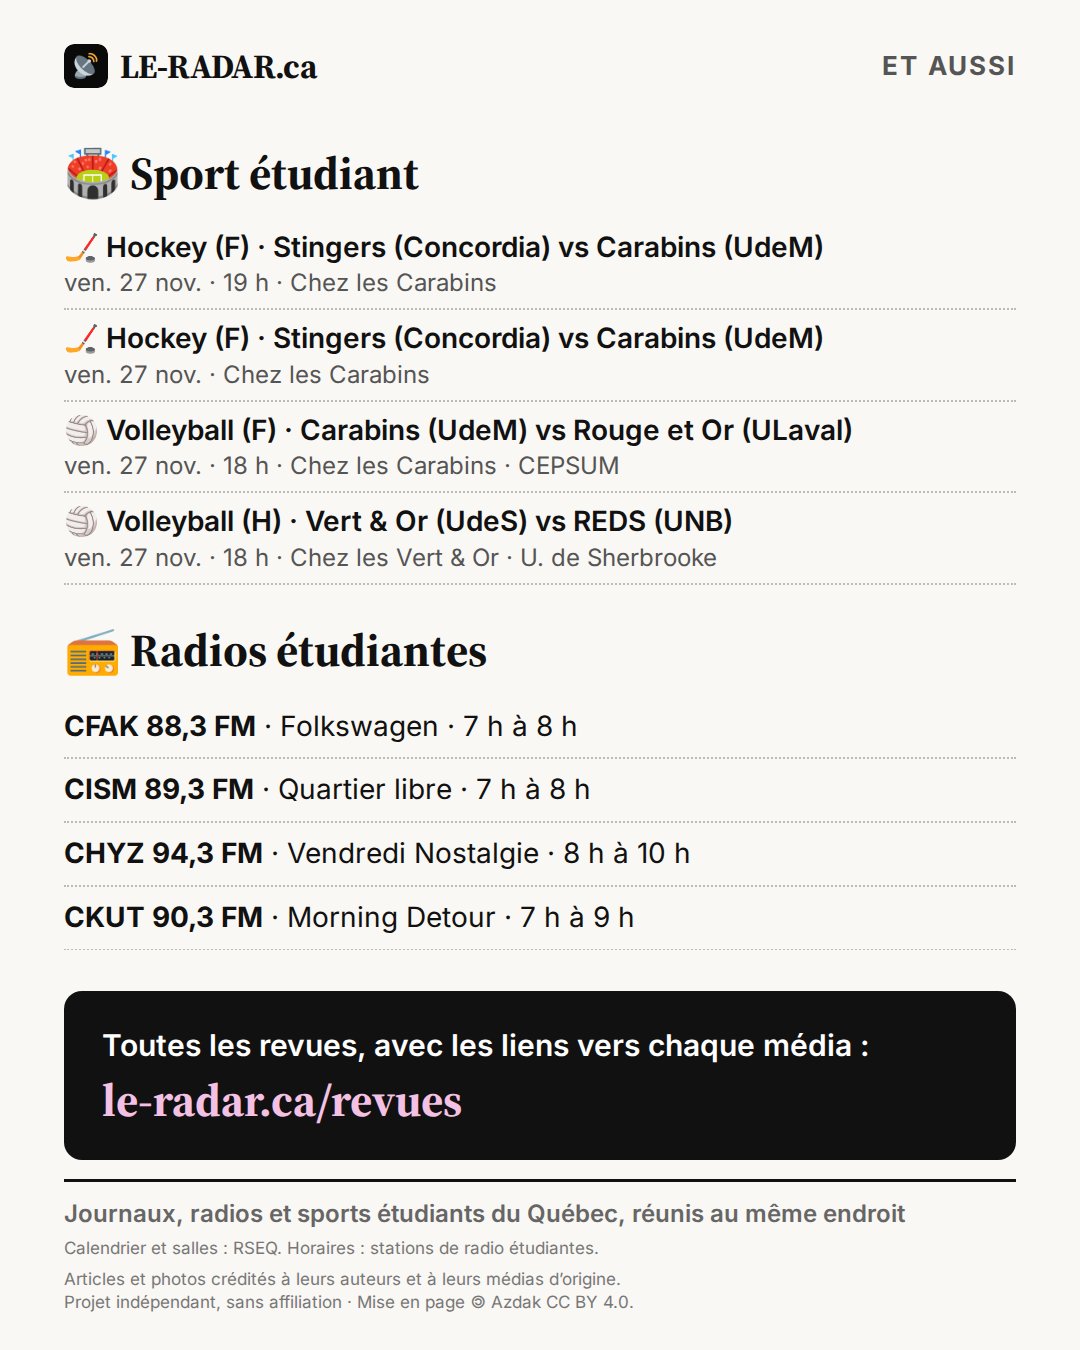 LE-RADAR.ca
ET AUSSI
Sport étudiant
Hockey (F) · Stingers (Concordia) vs Carabins (UdeM)
ven. 27 nov. · 19 h · Chez les Carabins
Hockey (F) · Stingers (Concordia) vs Carabins (UdeM)
ven. 27 nov. · Chez les Carabins
Volleyball (F) · Carabins (UdeM) vs Rouge et Or (ULaval)
ven. 27 nov. · 18 h · Chez les Carabins · CEPSUM
Volleyball (H) · Vert & Or (UdeS) vs REDS (UNB)
ven. 27 nov. · 18 h · Chez les Vert & Or · U. de Sherbrooke
Radios étudiantes
CFAK 88,3 FM · Folkswagen · 7 h à 8 h
CISM 89,3 FM · Quartier libre · 7 h à 8 h
CHYZ 94,3 FM · Vendredi Nostalgie · 8 h à 10 h
CKUT 90,3 FM · Morning Detour · 7 h à 9 h
Toutes les revues, avec les liens vers chaque média :
le-radar.ca/revues
Journaux, radios et sports étudiants du Québec, réunis au même endroit
Calendrier et salles : RSEQ. Horaires : stations de radio étudiantes.
Articles et photos crédités à leurs auteurs et à leurs médias d’origine.
Projet indépendant, sans affiliation · Mise en page 🄯 Azdak CC BY 4.0.